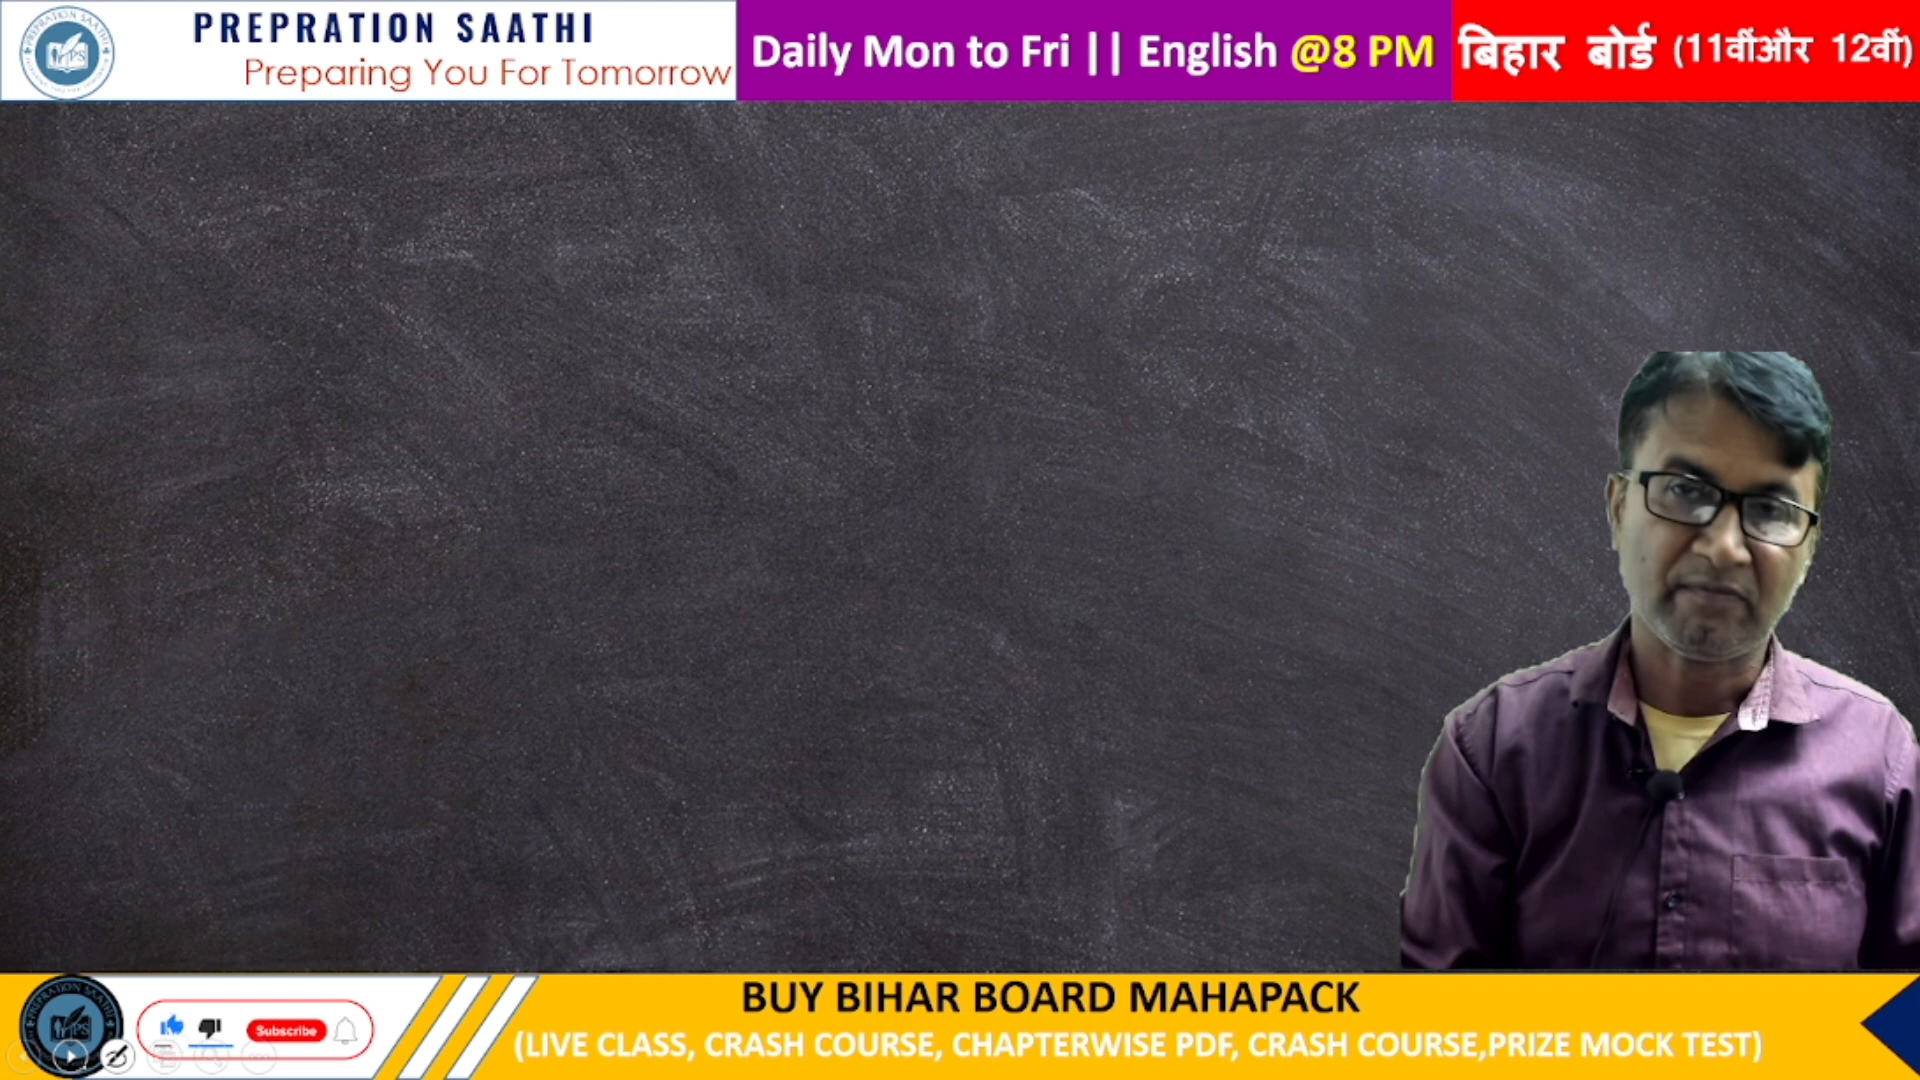 PREPRATION SAATHI
Preparing You For Tomorrow
Daily Mon to Fri || English @8 PM
बिहार बोर्ड (11वींऔर 12वीं)
BUY BIHAR BOARD MAHAPACK
Subscribe
(LIVE CLASS, CRASH COURSE, CHAPTERWISE PDF, CRASH COURSE,PRIZE MOCK TEST)